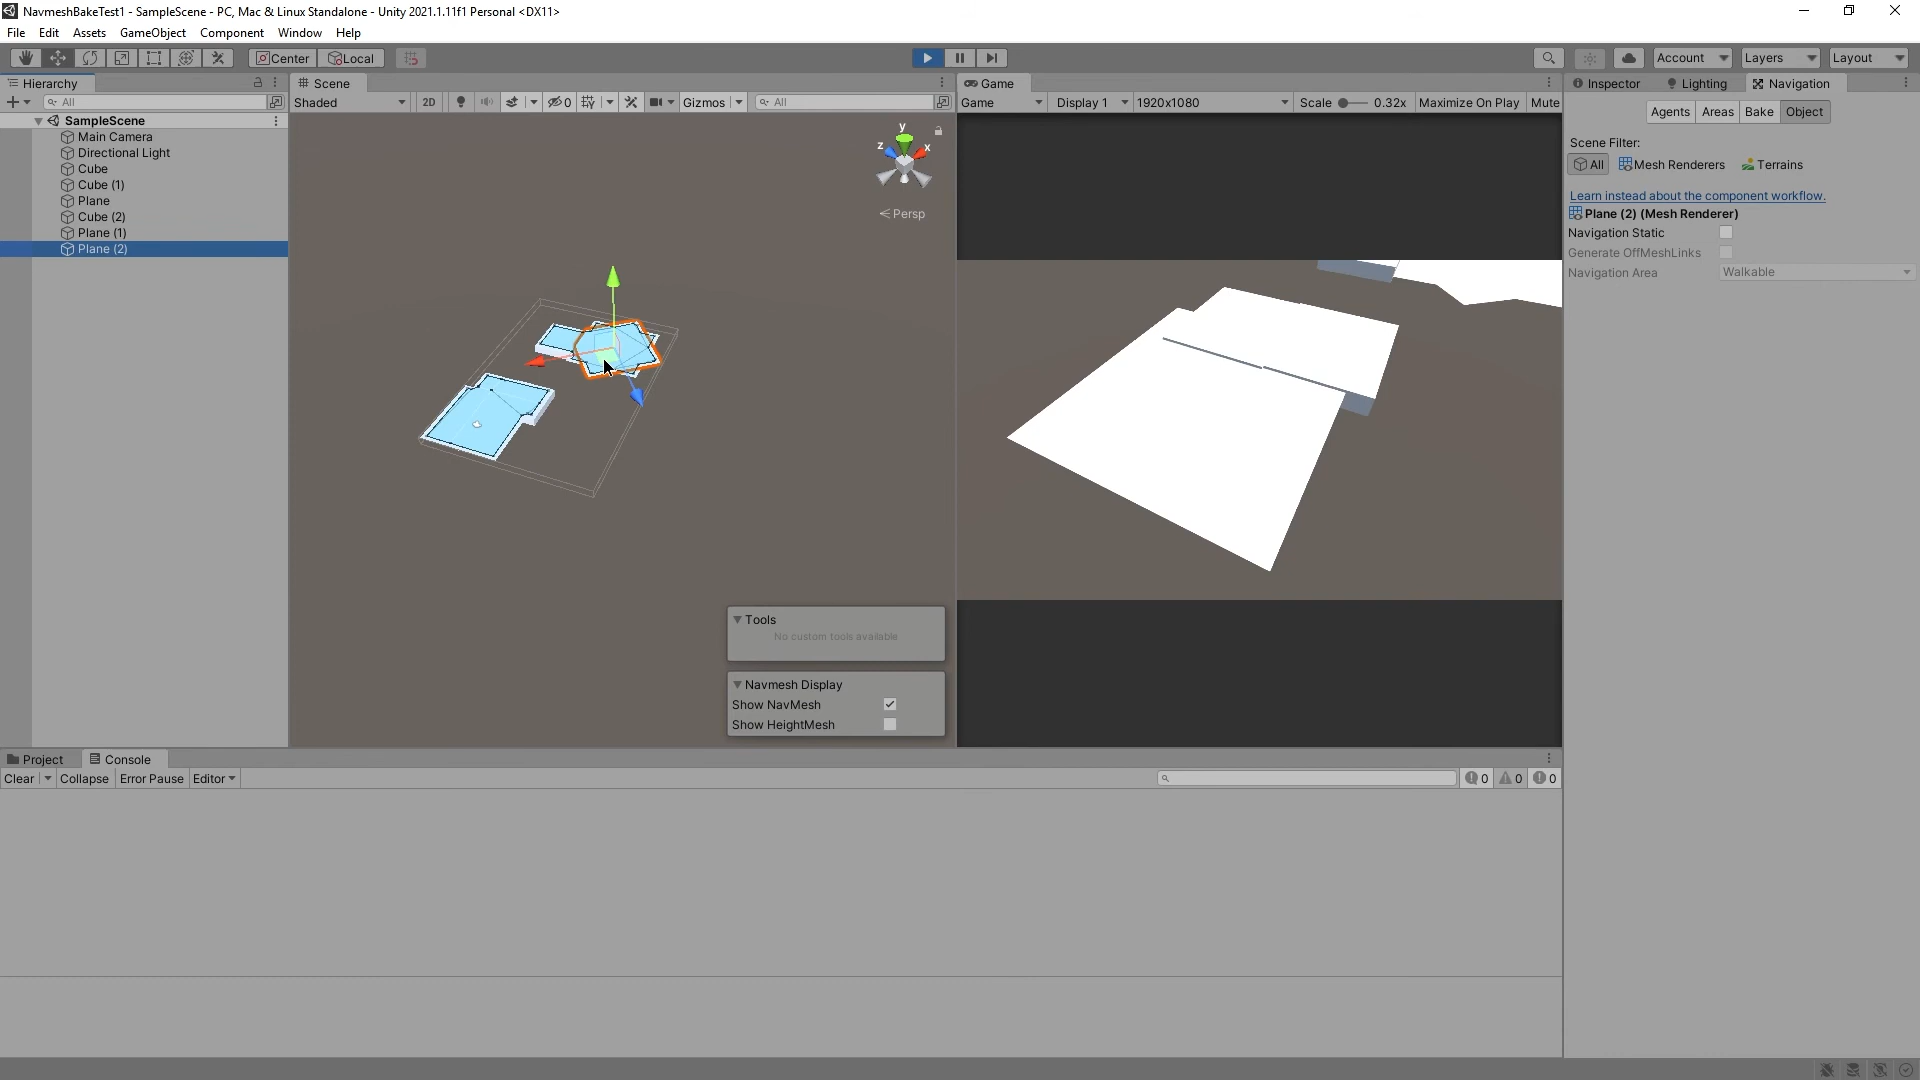 NavmeshBakeTest1 - SampleScene - PC, Mac & Linux Standalone - Unity 2021.1.11f1 Personal <DX11>
File Edit Assets GameObject Component Window Help
Center Local Account Layers Layout
Hierarchy
All
SampleScene
Main Camera
Directional Light
Cube
Cube (1)
Plane
Cube (2)
Plane (1)
Plane (2)
Scene
Shaded 2D 0 Gizmos All
y
z x
Persp
Tools
No custom tools available
Navmesh Display
Show NavMesh
Show HeightMesh
Game
Game Display 1 1920x1080 Scale 0.32x Maximize On Play Mute
Inspector Lighting Navigation
Agents Areas Bake Object
Scene Filter:
All Mesh Renderers Terrains
Learn instead about the component workflow.
Plane (2) (Mesh Renderer)
Navigation Static
Generate OffMeshLinks
Navigation Area Walkable
Project Console
Clear Collapse Error Pause Editor 0 0 0